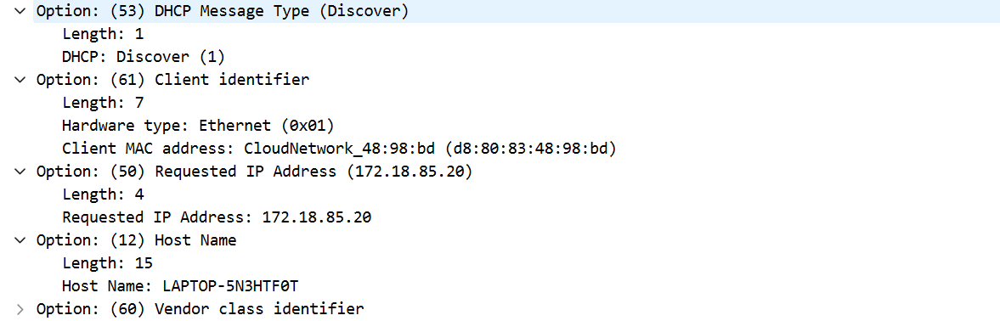 Option: (53) DHCP Message Type (Discover)
Length: 1
DHCP: Discover (1)
Option: (61) Client identifier
Length: 7
Hardware type: Ethernet (0x01)
Client MAC address: CloudNetwork_48:98:bd (d8:80:83:48:98:bd)
Option: (50) Requested IP Address (172.18.85.20)
Length: 4
Requested IP Address: 172.18.85.20
Option: (12) Host Name
Length: 15
Host Name: LAPTOP-5N3HTF0T
Option: (60) Vendor class identifier